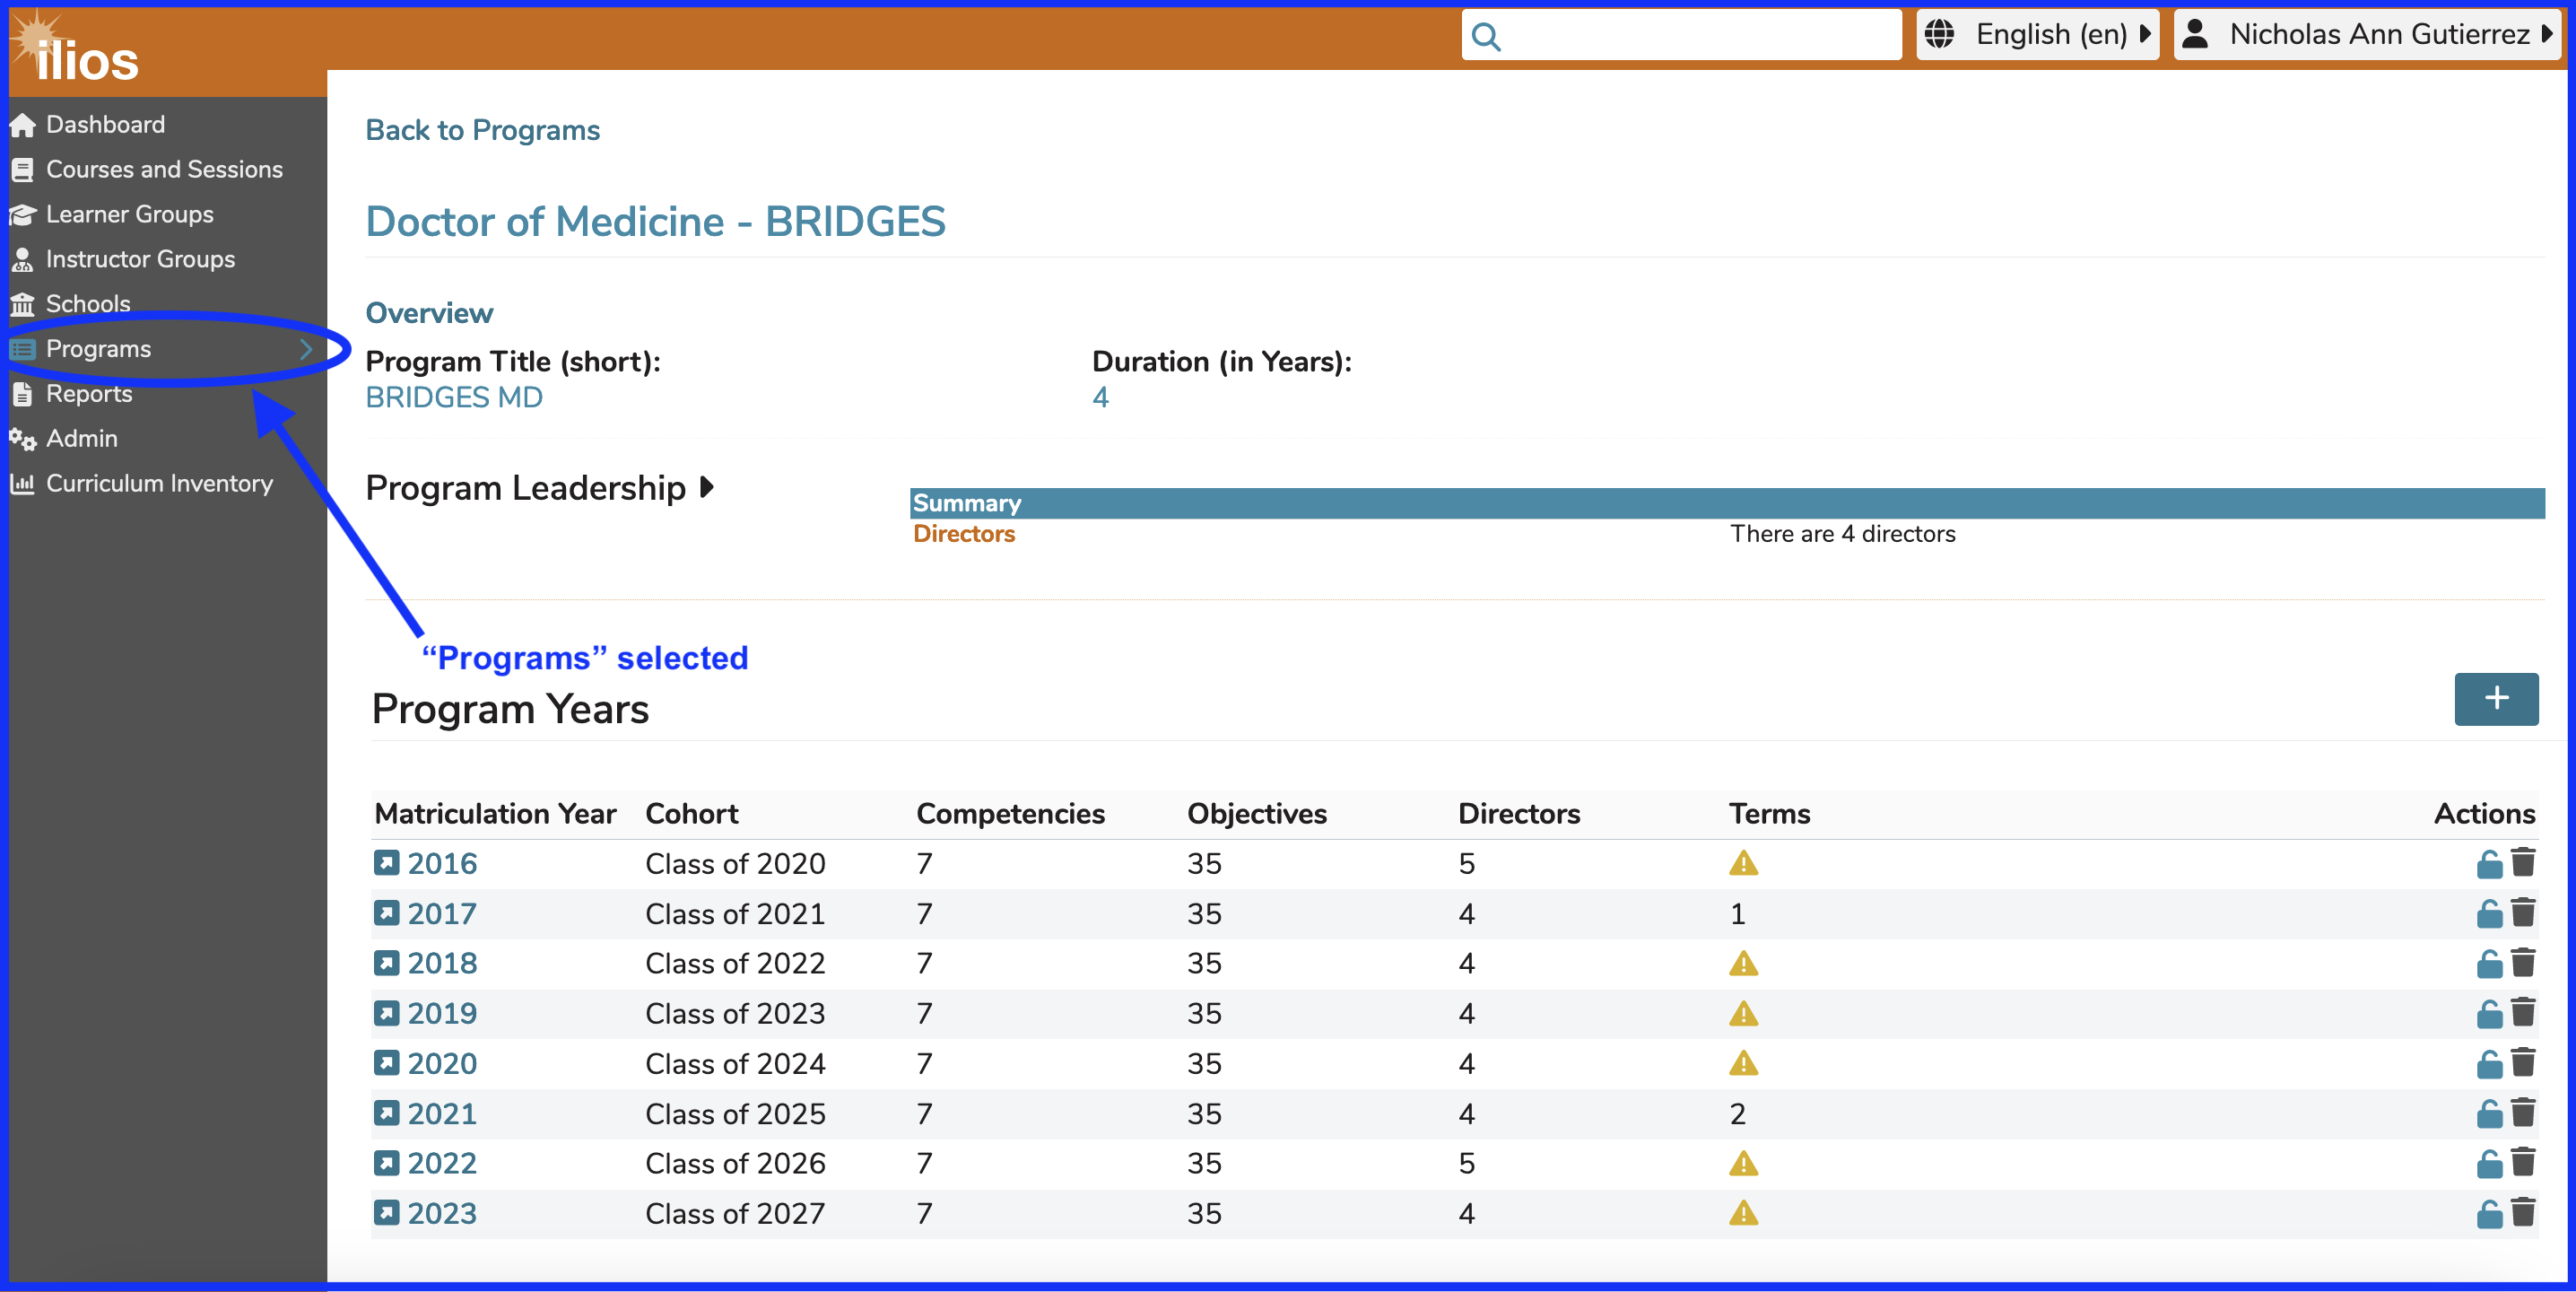 ilios
English (en)
Nicholas Ann Gutierrez
Dashboard
Courses and Sessions
Learner Groups
Instructor Groups
Schools
Programs
Reports
Admin
Curriculum Inventory
Back to Programs
Doctor of Medicine - BRIDGES
Overview
Program Title (short): Duration (in Years):
BRIDGES MD 4
Program Leadership
Summary
Directors There are 4 directors
“Programs” selected
Program Years
+
Matriculation Year Cohort Competencies Objectives Directors Terms Actions
2016 Class of 2020 7 35 5
2017 Class of 2021 7 35 4 1
2018 Class of 2022 7 35 4
2019 Class of 2023 7 35 4
2020 Class of 2024 7 35 4
2021 Class of 2025 7 35 4 2
2022 Class of 2026 7 35 5
2023 Class of 2027 7 35 4